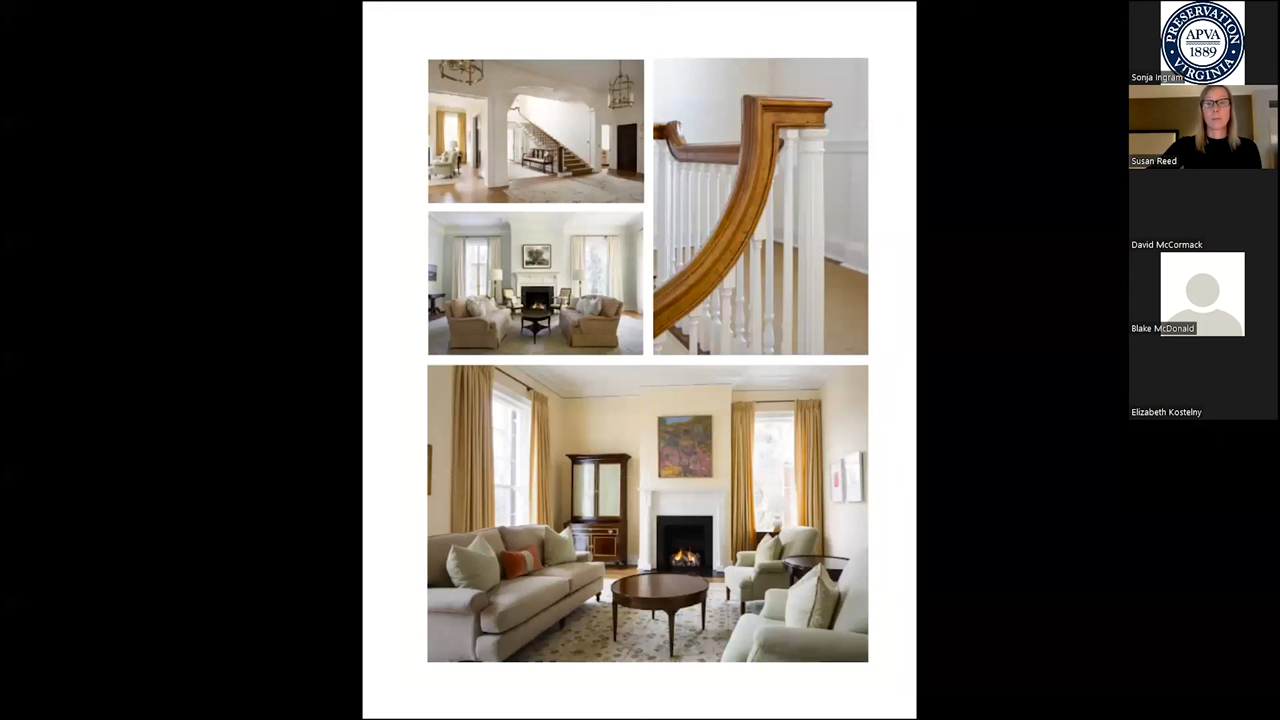 PRESERVATION
APVA
1889
VIRGINIA
Sonja Ingram
Susan Reed
David McCormack
Blake McDonald
Elizabeth Kostelny